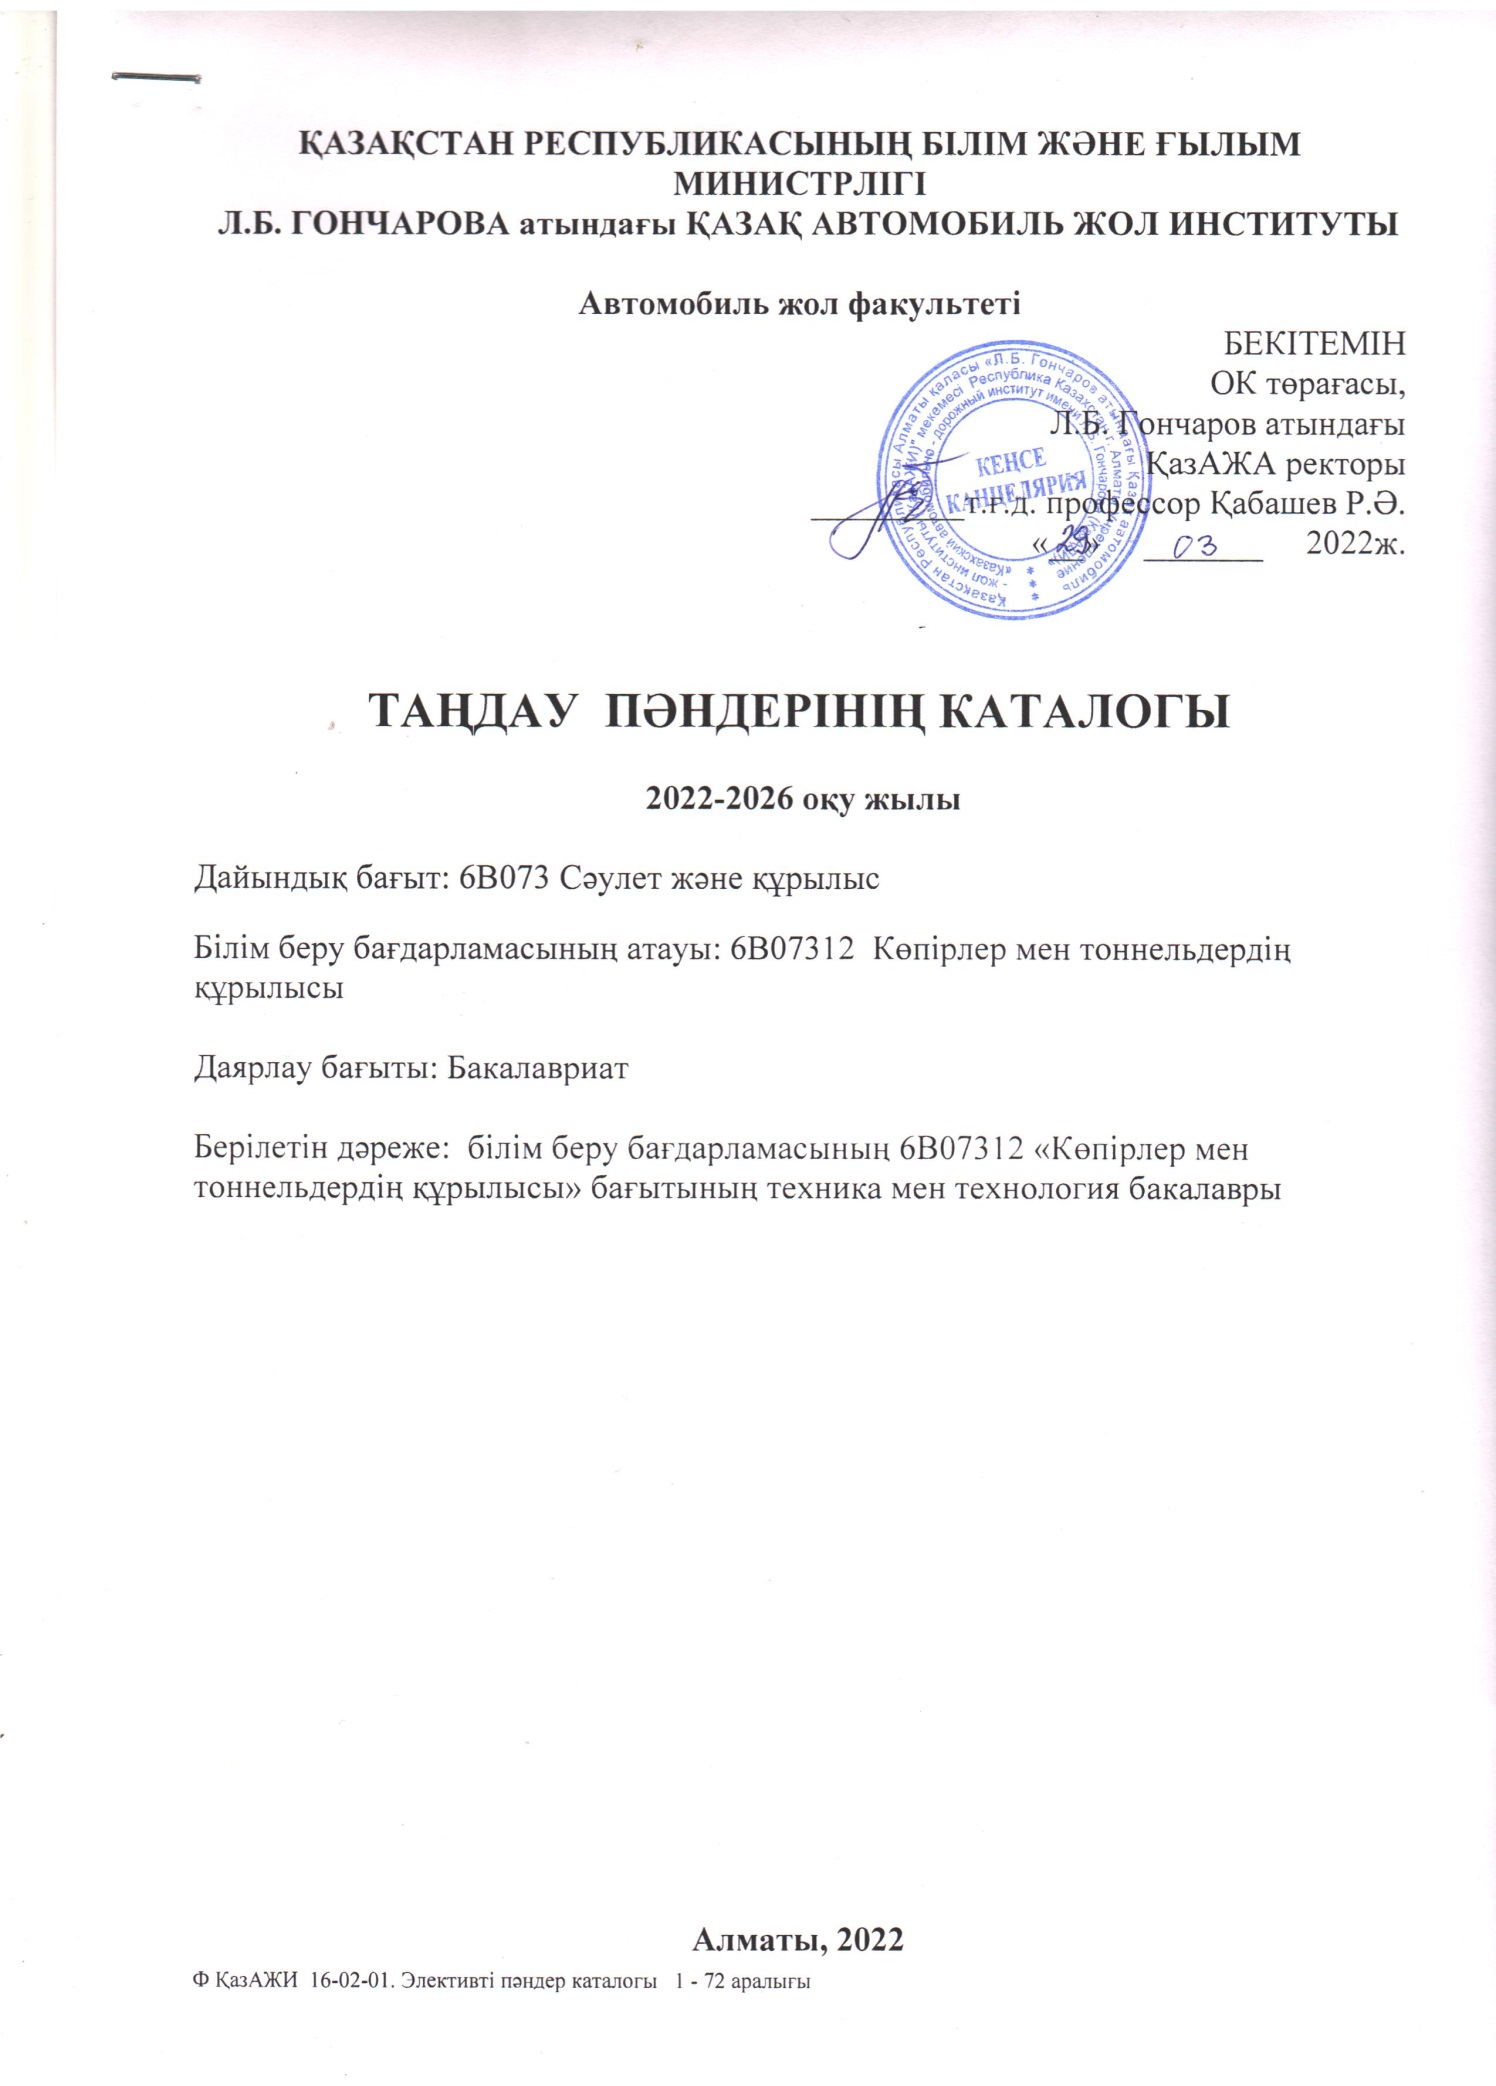 ҚАЗАҚСТАН РЕСПУБЛИКАСЫНЫҢ БІЛІМ ЖӘНЕ ҒЫЛЫМ
МИНИСТРЛІГІ
Л.Б. ГОНЧАРОВА атындағы ҚАЗАҚ АВТОМОБИЛЬ ЖОЛ ИНСТИТУТЫ
Автомобиль жол факультеті
БЕКІТЕМІН
ОК төрағасы,
Л.Б. Гончаров атындағы
ҚазАЖА ректоры
т.ғ.д. профессор Қабашев Р.Ә.
«29» 03 2022ж.
КЕҢСЕ
КАНЦЕЛЯРИЯ
ТАҢДАУ ПӘНДЕРІНІҢ КАТАЛОГЫ
2022-2026 оқу жылы
Дайындық бағыт: 6В073 Сәулет және құрылыс
Білім беру бағдарламасының атауы: 6В07312 Көпірлер мен тоннельдердің
құрылысы
Даярлау бағыты: Бакалавриат
Берілетін дәреже: білім беру бағдарламасының 6В07312 «Көпірлер мен
тоннельдердің құрылысы» бағытының техника мен технология бакалавры
Алматы, 2022
Ф ҚазАЖИ 16-02-01. Элективті пәндер каталогы 1 - 72 аралығы